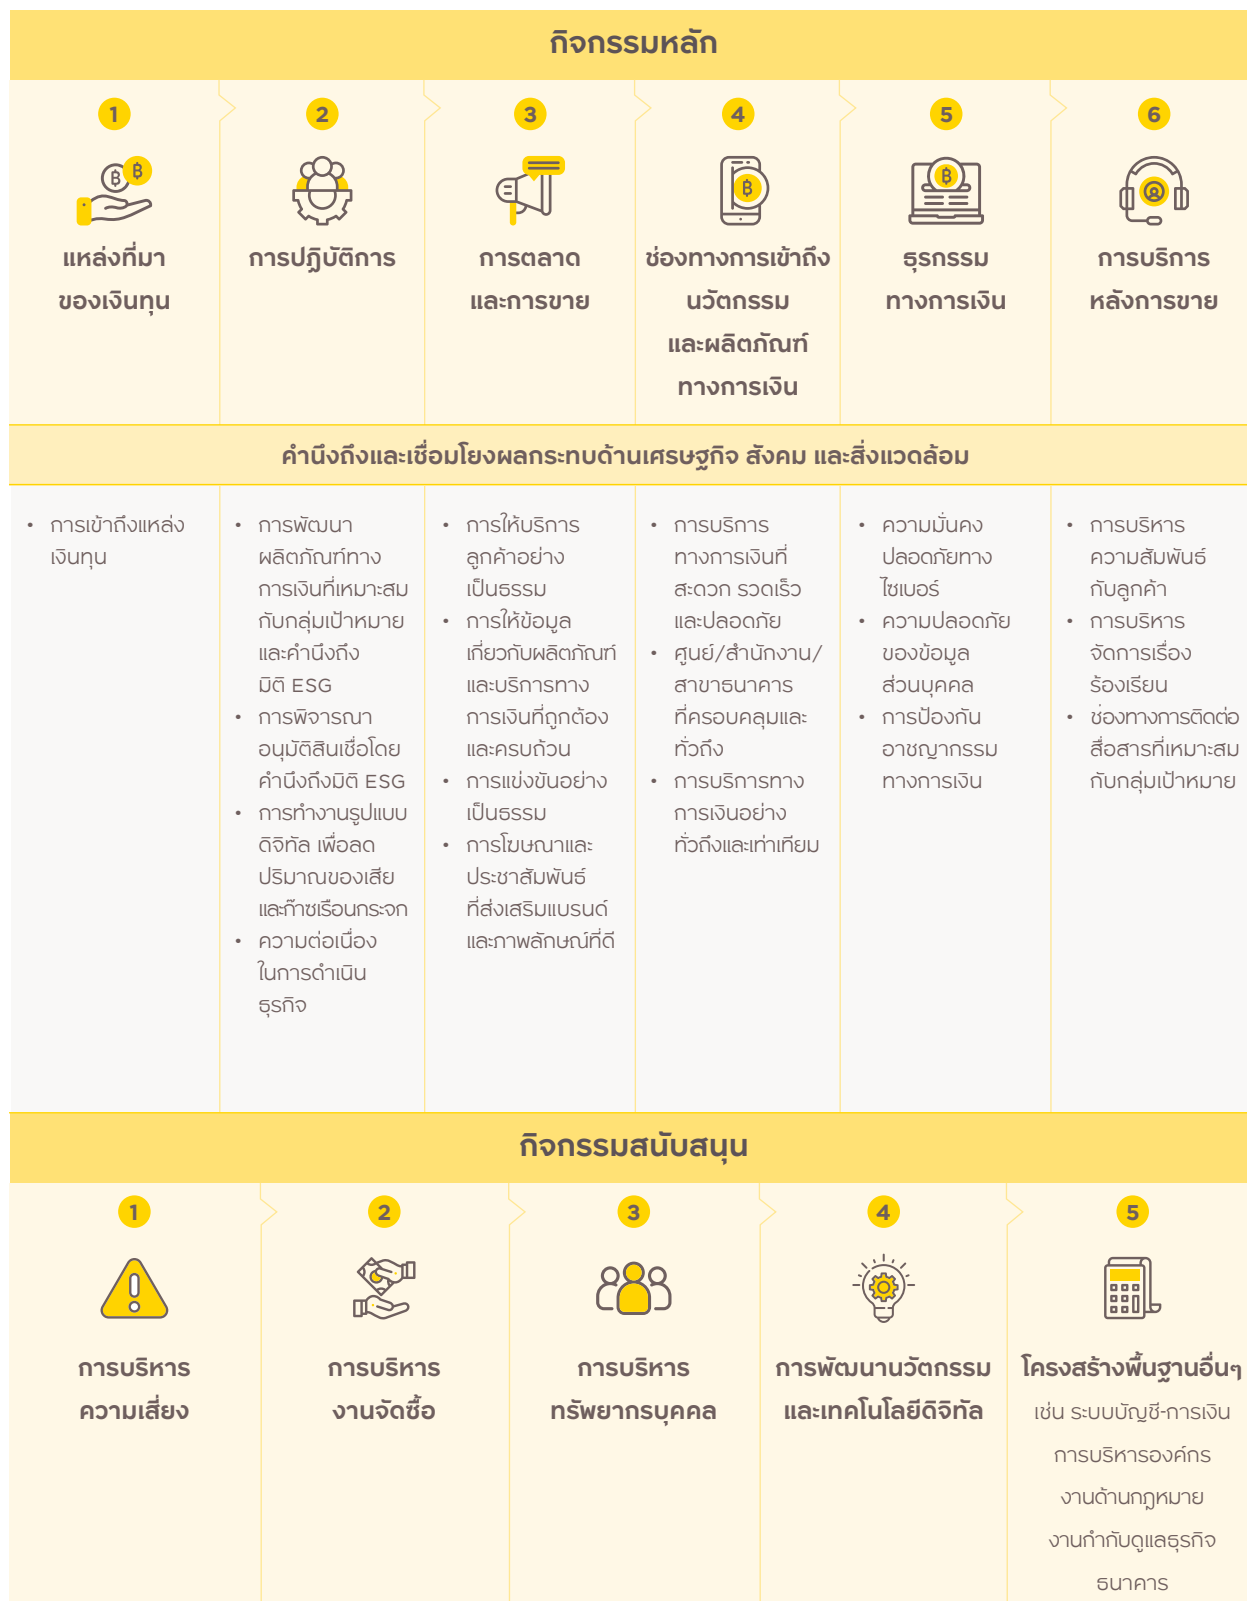 กิจกรรมหลัก
1
แหล่งที่มา
ของเงินทุน
2
การปฏิบัติการ
3
การตลาด
และการขาย
4
ช่องทางการเข้าถึง
นวัตกรรม
และผลิตภัณฑ์
ทางการเงิน
5
ธุรกรรม
ทางการเงิน
6
การบริการ
หลังการขาย
คำนึงถึงและเชื่อมโยงผลกระทบด้านเศรษฐกิจ สังคม และสิ่งแวดล้อม
• การเข้าถึงแหล่ง
เงินทุน
• การพัฒนา
ผลิตภัณฑ์ทาง
การเงินที่เหมาะสม
กับกลุ่มเป้าหมาย
และคำนึงถึง
มิติ ESG
• การพิจารณา
อนุมัติสินเชื่อโดย
คำนึงถึงมิติ ESG
• การทำงานรูปแบบ
ดิจิทัล เพื่อลด
ปริมาณของเสีย
และก๊าซเรือนกระจก
• ความต่อเนื่อง
ในการดำเนิน
ธุรกิจ
• การให้บริการ
ลูกค้าอย่าง
เป็นธรรม
• การให้ข้อมูล
เกี่ยวกับผลิตภัณฑ์
และบริการทาง
การเงินที่ถูกต้อง
และครบถ้วน
• การแข่งขันอย่าง
เป็นธรรม
• การโฆษณาและ
ประชาสัมพันธ์
ที่ส่งเสริมแบรนด์
และภาพลักษณ์ที่ดี
• การบริการ
ทางการเงินที่
สะดวก รวดเร็ว
และปลอดภัย
• ศูนย์/สำนักงาน/
สาขาธนาคาร
ที่ครอบคลุมและ
ทั่วถึง
• การบริการทาง
การเงินอย่าง
ทั่วถึงและเท่าเทียม
• ความมั่นคง
ปลอดภัยทาง
ไซเบอร์
• ความปลอดภัย
ของข้อมูล
ส่วนบุคคล
• การป้องกัน
อาชญากรรม
ทางการเงิน
• การบริหาร
ความสัมพันธ์
กับลูกค้า
• การบริหาร
จัดการเรื่อง
ร้องเรียน
• ช่องทางการติดต่อ
สื่อสารที่เหมาะสม
กับกลุ่มเป้าหมาย
กิจกรรมสนับสนุน
1
การบริหาร
ความเสี่ยง
2
การบริหาร
งานจัดซื้อ
3
การบริหาร
ทรัพยากรบุคคล
4
การพัฒนานวัตกรรม
และเทคโนโลยีดิจิทัล
5
โครงสร้างพื้นฐานอื่นๆ
เช่น ระบบบัญชี-การเงิน
การบริหารองค์กร
งานด้านกฎหมาย
งานกำกับดูแลธุรกิจ
ธนาคาร